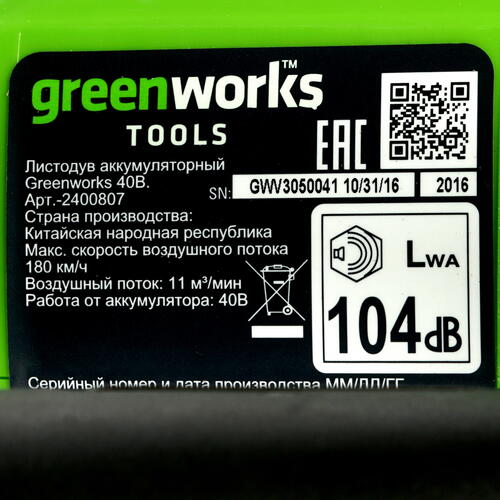 greenworks™
TOOLS
EAC
Листодув аккумуляторный
Greenworks 40В.
Арт.-2400807
SN: GWV3050041 10/31/16 2016
Страна производства:
Китайская народная республика
Макс. скорость воздушного потока
180 км/ч
Воздушный поток: 11 м³/мин
Работа от аккумулятора: 40В
LWA
104dB
Серийный номер и дата производства ММ/ДД/ГГ